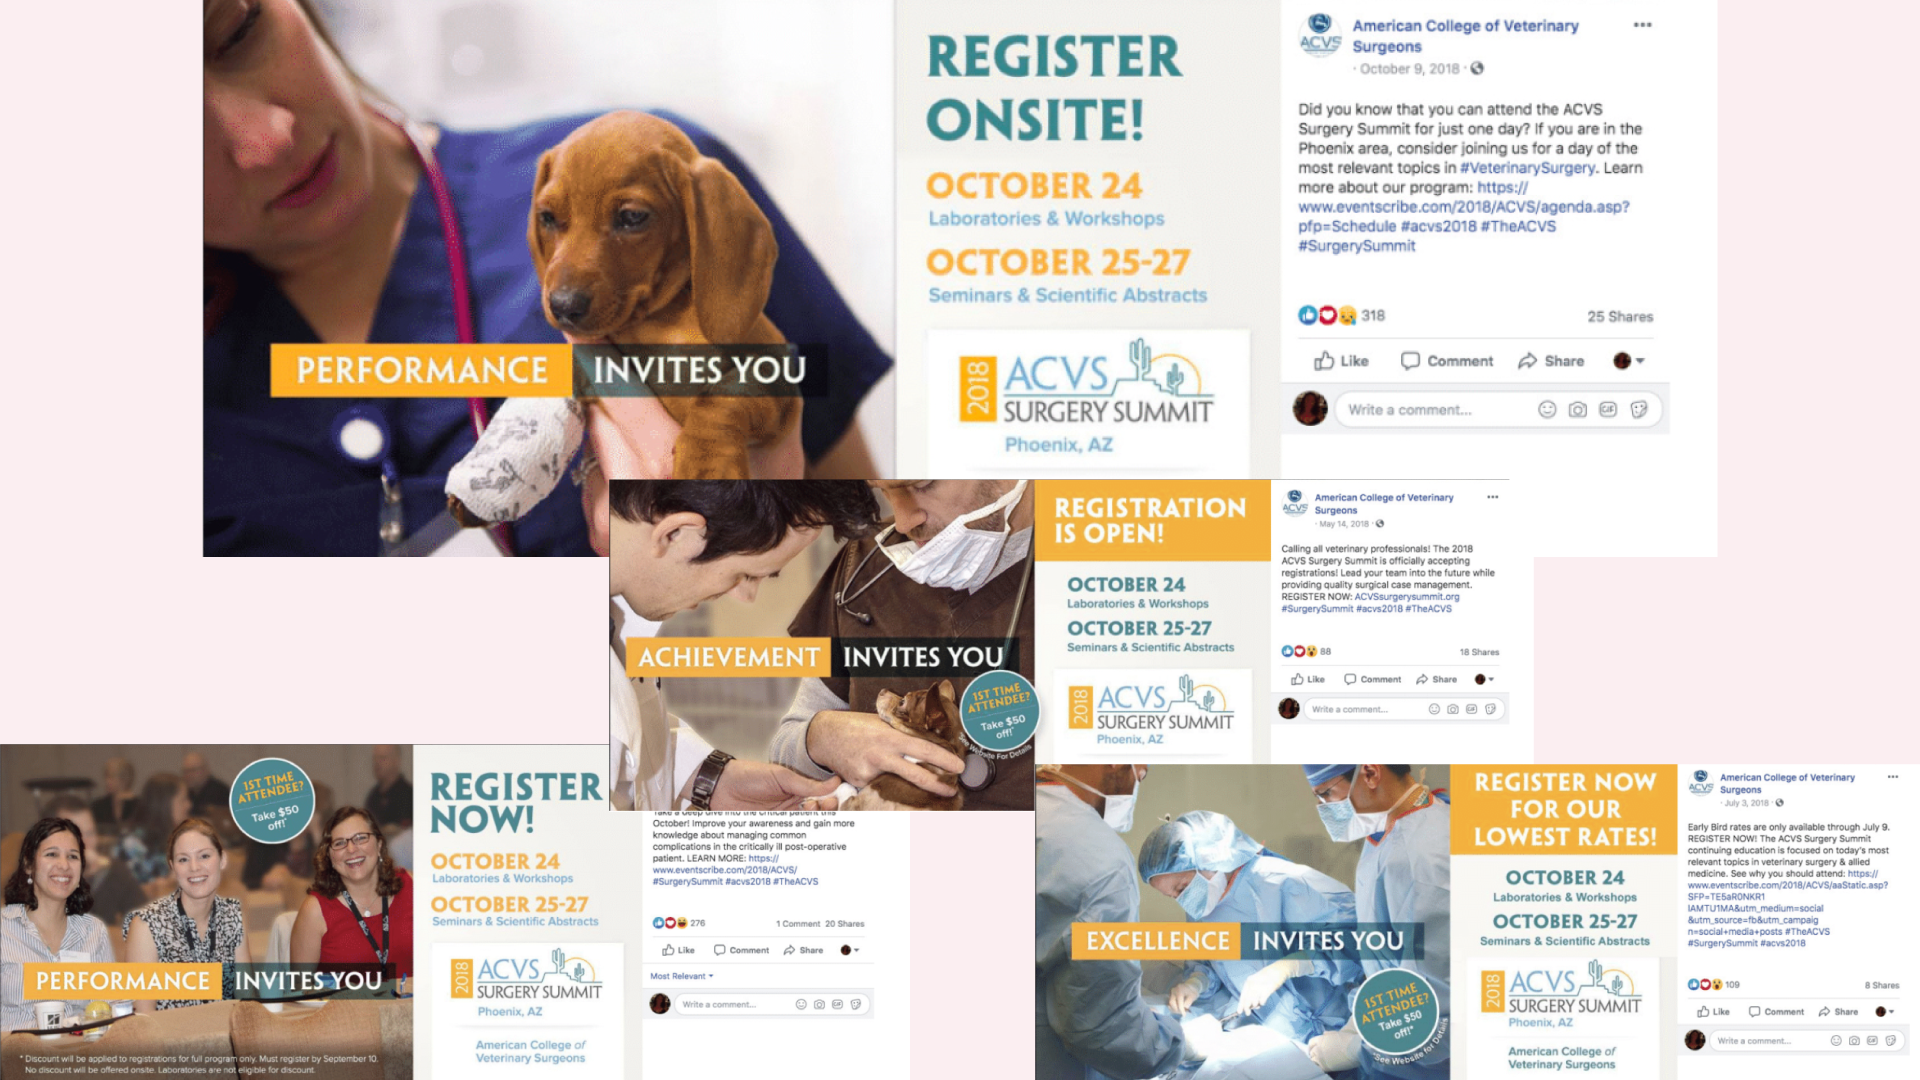 REGISTER
ONSITE!
OCTOBER 24
Laboratories & Workshops
OCTOBER 25-27
Seminars & Scientific Abstracts
PERFORMANCE INVITES YOU
2018
ACVS
SURGERY SUMMIT
Phoenix, AZ
ACVS
American College of Veterinary
Surgeons
· October 9, 2018 ·
Did you know that you can attend the ACVS
Surgery Summit for just one day? If you are in the
Phoenix area, consider joining us for a day of the
most relevant topics in #VeterinarySurgery. Learn
more about our program: https://
www.eventscribe.com/2018/ACVS/agenda.asp?
pfp=Schedule #acvs2018 #TheACVS
#SurgerySummit
318
25 Shares
Like Comment Share
Write a comment...
GIF
REGISTRATION
IS OPEN!
OCTOBER 24
Laboratories & Workshops
OCTOBER 25-27
Seminars & Scientific Abstracts
ACHIEVEMENT INVITES YOU
1ST TIME
ATTENDEE?
Take $50
off!*
*See Website For Details
2018
ACVS
SURGERY SUMMIT
Phoenix, AZ
ACVS
American College of Veterinary
Surgeons
· May 14, 2018 ·
Calling all veterinary professionals! The 2018
ACVS Surgery Summit is officially accepting
registrations! Lead your team into the future while
providing quality surgical case management.
REGISTER NOW: ACVSsurgerysummit.org
#SurgerySummit #acvs2018 #TheACVS
88
18 Shares
Like Comment Share
Write a comment...
GIF
1ST TIME
ATTENDEE?
Take $50
off!*
PERFORMANCE INVITES YOU
* Discount will be applied to registrations for full program only. Must register by September 10.
No discount will be offered onsite. Laboratories are not eligible for discount.
REGISTER
NOW!
OCTOBER 24
Laboratories & Workshops
OCTOBER 25-27
Seminars & Scientific Abstracts
2018
ACVS
SURGERY SUMMIT
Phoenix, AZ
American College of
Veterinary Surgeons
Take a deep dive into the critical patient this
October! Improve your awareness and gain more
knowledge about managing common
complications in the critically ill post-operative
patient. LEARN MORE: https://
www.eventscribe.com/2018/ACVS/
#SurgerySummit #acvs2018 #TheACVS
276
1 Comment 20 Shares
Like Comment Share
Most Relevant
Write a comment...
GIF
EXCELLENCE INVITES YOU
1ST TIME
ATTENDEE?
Take $50
off!*
*See Website for Details
REGISTER NOW
FOR OUR
LOWEST RATES!
OCTOBER 24
Laboratories & Workshops
OCTOBER 25-27
Seminars & Scientific Abstracts
2018
ACVS
SURGERY SUMMIT
Phoenix, AZ
American College of
Veterinary Surgeons
ACVS
American College of Veterinary
Surgeons
· July 3, 2018 ·
Early Bird rates are only available through July 9.
REGISTER NOW! The ACVS Surgery Summit
continuing education is focused on today's most
relevant topics in veterinary surgery & allied
medicine. See why you should attend: https://
www.eventscribe.com/2018/ACVS/aaStatic.asp?
SFP=TE5aR0NKR1
IAMTU1MA&utm_medium=social
&utm_source=fb&utm_campaig
n=social+media+posts #TheACVS
#SurgerySummit #acvs2018
109
8 Shares
Like Comment Share
Write a comment...
GIF